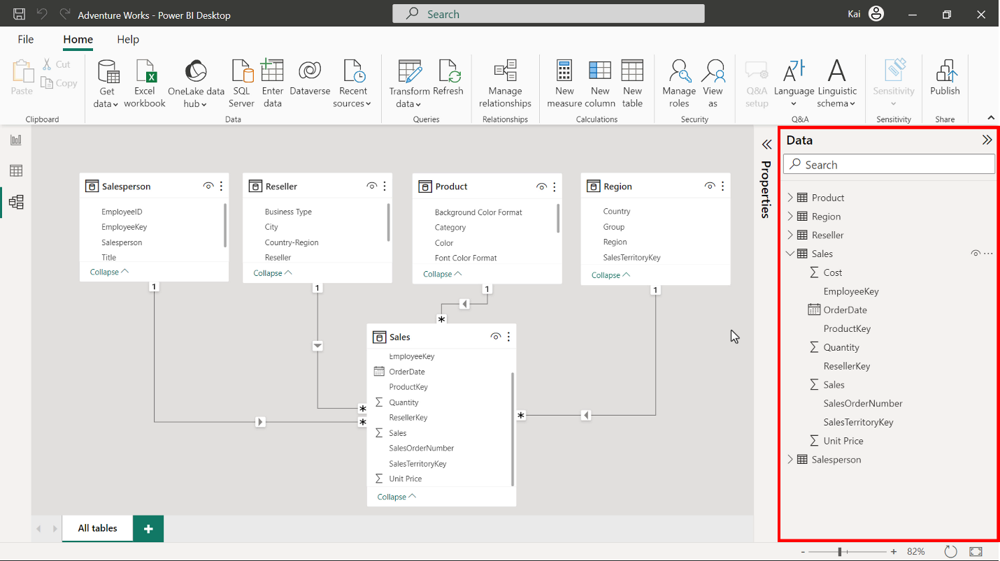 Adventure Works - Power BI Desktop
Search
Kai
File Home Help
Paste
Cut
Copy
Clipboard
Get data
Excel workbook
OneLake data hub
SQL Server
Enter data
Dataverse
Recent sources
Data
Transform data
Refresh
Queries
Manage relationships
Relationships
New measure
New column
New table
Calculations
Manage roles
View as
Security
Q&A setup
Language
Linguistic schema
Q&A
Sensitivity
Sensitivity
Publish
Share
Salesperson
EmployeeID
EmployeeKey
Salesperson
Title
Collapse
1
Reseller
Business Type
City
Country-Region
Reseller
Collapse
1
Product
Background Color Format
Category
Color
Font Color Format
Collapse
1
*
Region
Country
Group
Region
SalesTerritoryKey
Collapse
1
Sales
EmployeeKey
OrderDate
ProductKey
Quantity
ResellerKey
Sales
SalesOrderNumber
SalesTerritoryKey
Unit Price
Collapse
*
*
*
Properties
Data
Search
Product
Region
Reseller
Sales
Cost
EmployeeKey
OrderDate
ProductKey
Quantity
ResellerKey
Sales
SalesOrderNumber
SalesTerritoryKey
Unit Price
Salesperson
All tables
+
- + 82%